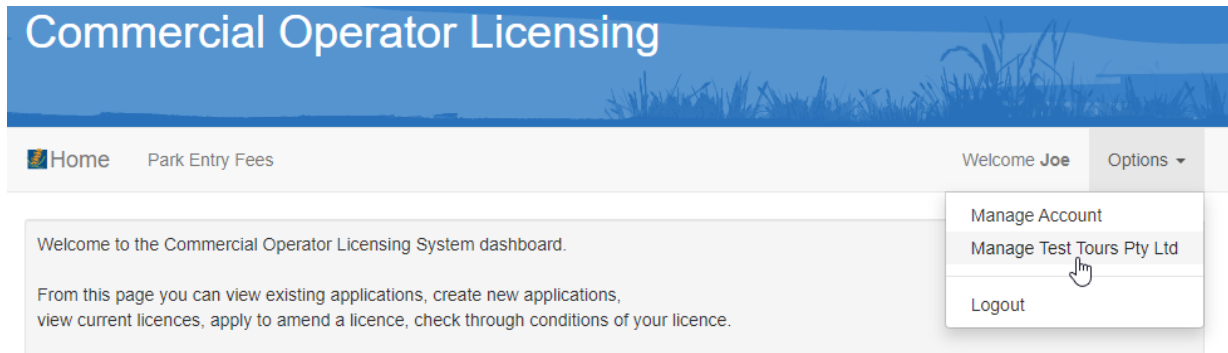 Commercial Operator Licensing
Home Park Entry Fees Welcome Joe Options
Manage Account
Manage Test Tours Pty Ltd
Logout
Welcome to the Commercial Operator Licensing System dashboard.
From this page you can view existing applications, create new applications,
view current licences, apply to amend a licence, check through conditions of your licence.